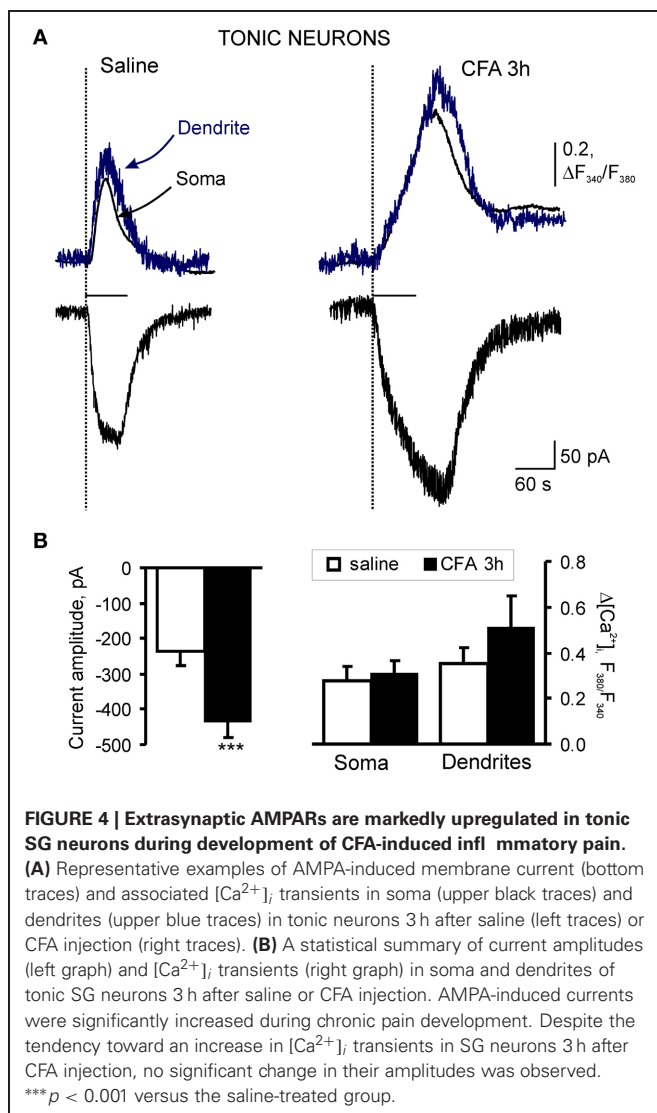 A
TONIC NEURONS
Saline
CFA 3h
Dendrite
Soma
0.2,
ΔF340/F380
50 pA
60 s
B
saline
CFA 3h
Current amplitude, pA
0
-100
-200
-300
-400
-500
***
0.8
0.6
0.4
0.2
0.0
Δ[Ca2+]i, F380/F340
Soma
Dendrites
FIGURE 4 | Extrasynaptic AMPARs are markedly upregulated in tonic
SG neurons during development of CFA-induced infl mmatory pain.
(A) Representative examples of AMPA-induced membrane current (bottom
traces) and associated [Ca2+]i transients in soma (upper black traces) and
dendrites (upper blue traces) in tonic neurons 3 h after saline (left traces) or
CFA injection (right traces). (B) A statistical summary of current amplitudes
(left graph) and [Ca2+]i transients (right graph) in soma and dendrites of
tonic SG neurons 3 h after saline or CFA injection. AMPA-induced currents
were significantly increased during chronic pain development. Despite the
tendency toward an increase in [Ca2+]i transients in SG neurons 3 h after
CFA injection, no significant change in their amplitudes was observed.
***p < 0.001 versus the saline-treated group.